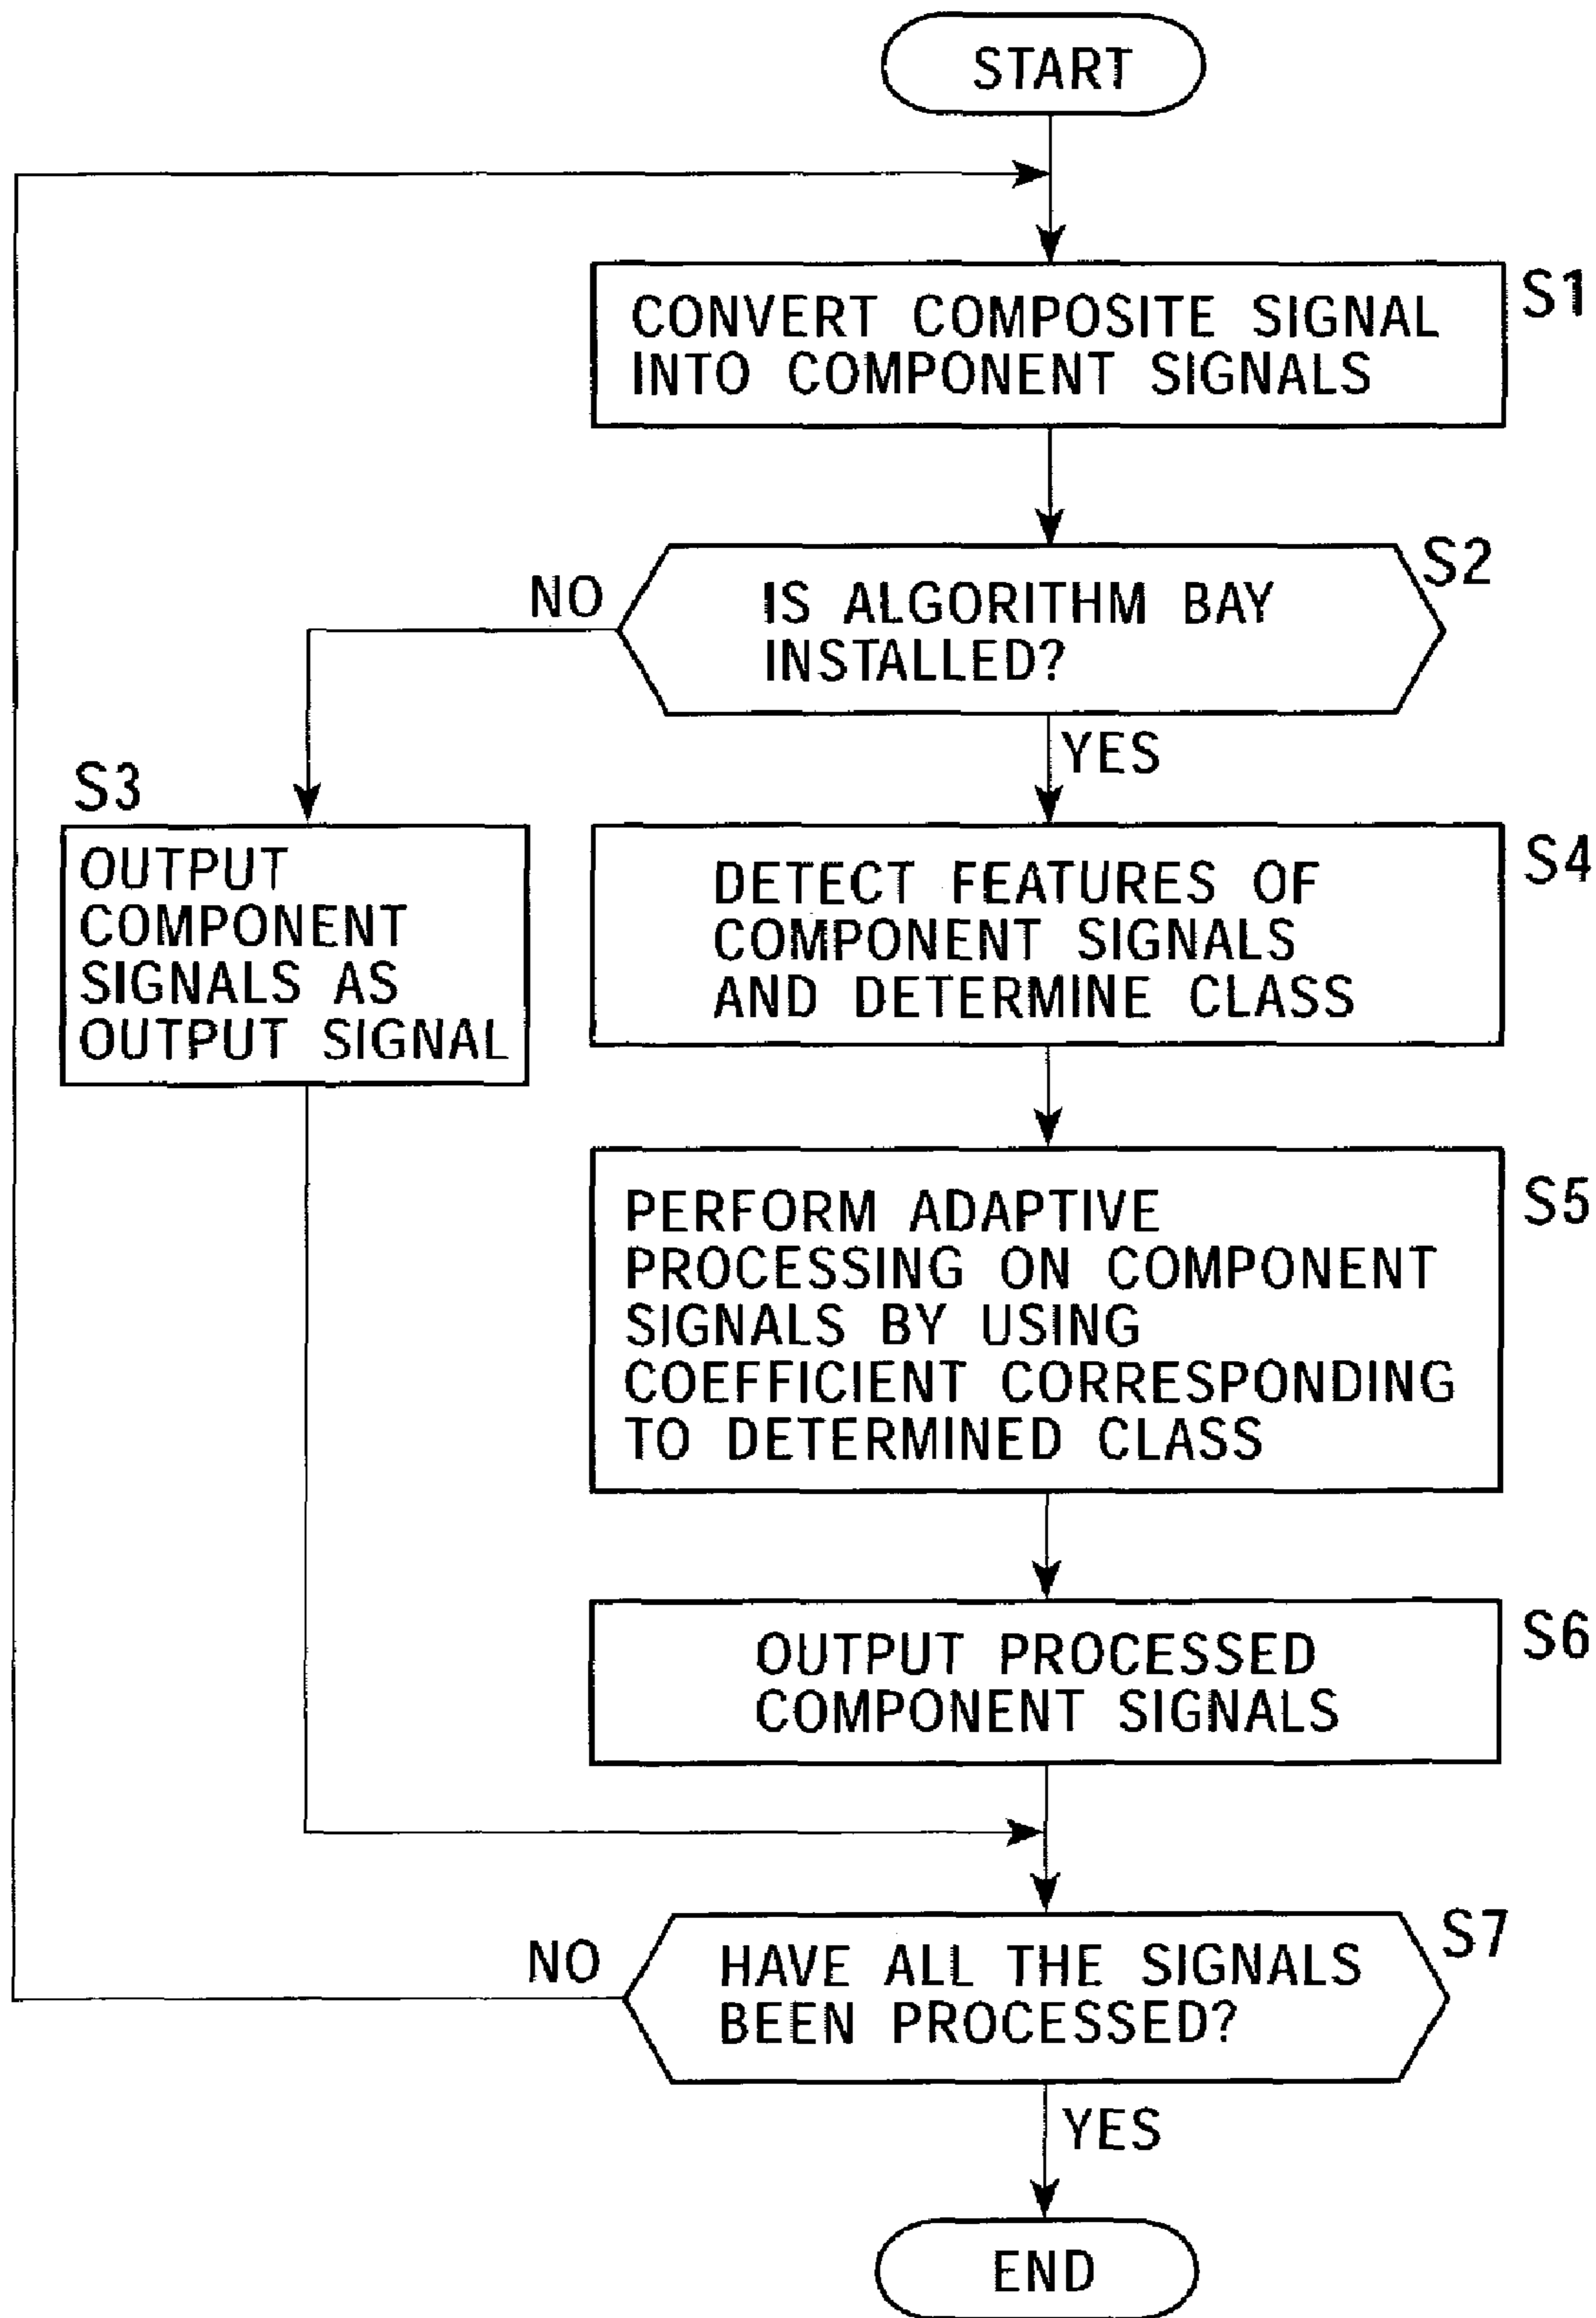 START
S1
CONVERT COMPOSITE SIGNAL
INTO COMPONENT SIGNALS
S2
NO
IS ALGORITHM BAY
INSTALLED?
YES
S3
OUTPUT
COMPONENT
SIGNALS AS
OUTPUT SIGNAL
S4
DETECT FEATURES OF
COMPONENT SIGNALS
AND DETERMINE CLASS
S5
PERFORM ADAPTIVE
PROCESSING ON COMPONENT
SIGNALS BY USING
COEFFICIENT CORRESPONDING
TO DETERMINED CLASS
S6
OUTPUT PROCESSED
COMPONENT SIGNALS
S7
NO
HAVE ALL THE SIGNALS
BEEN PROCESSED?
YES
END